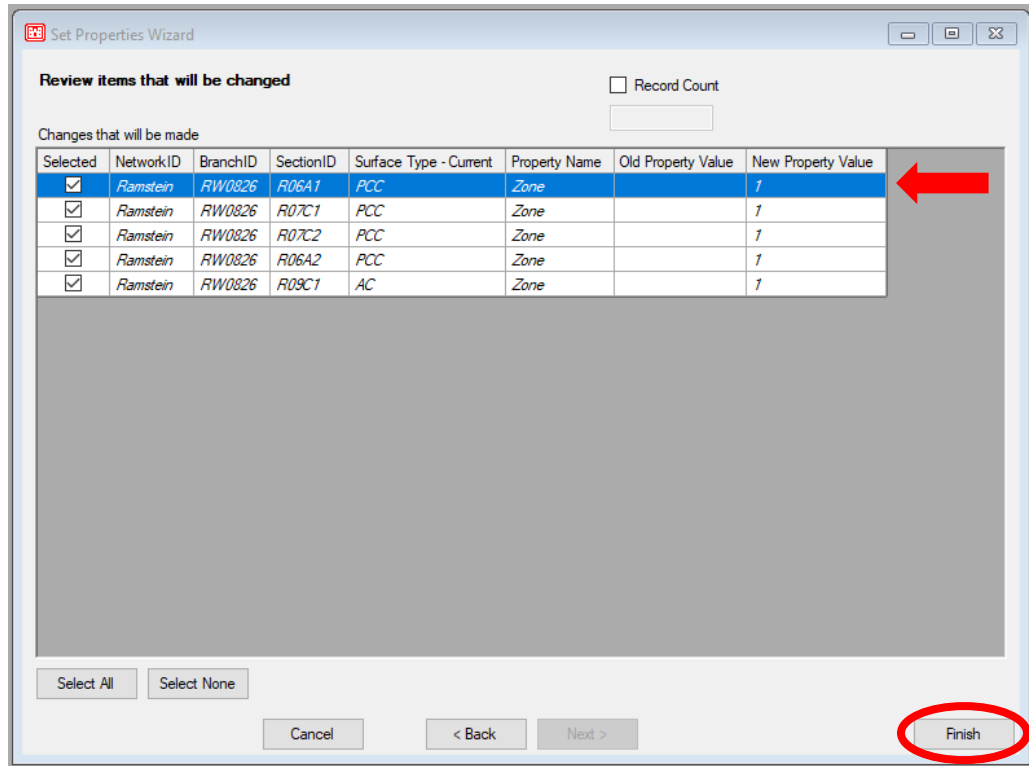 Set Properties Wizard
Review items that will be changed
Record Count
Changes that will be made
Selected NetworkID BranchID SectionID Surface Type - Current Property Name Old Property Value New Property Value
Ramstein RW0826 R06A1 PCC Zone 1
Ramstein RW0826 R07C1 PCC Zone 1
Ramstein RW0826 R07C2 PCC Zone 1
Ramstein RW0826 R06A2 PCC Zone 1
Ramstein RW0826 R09C1 AC Zone 1
Select All Select None
Cancel < Back Next > Finish